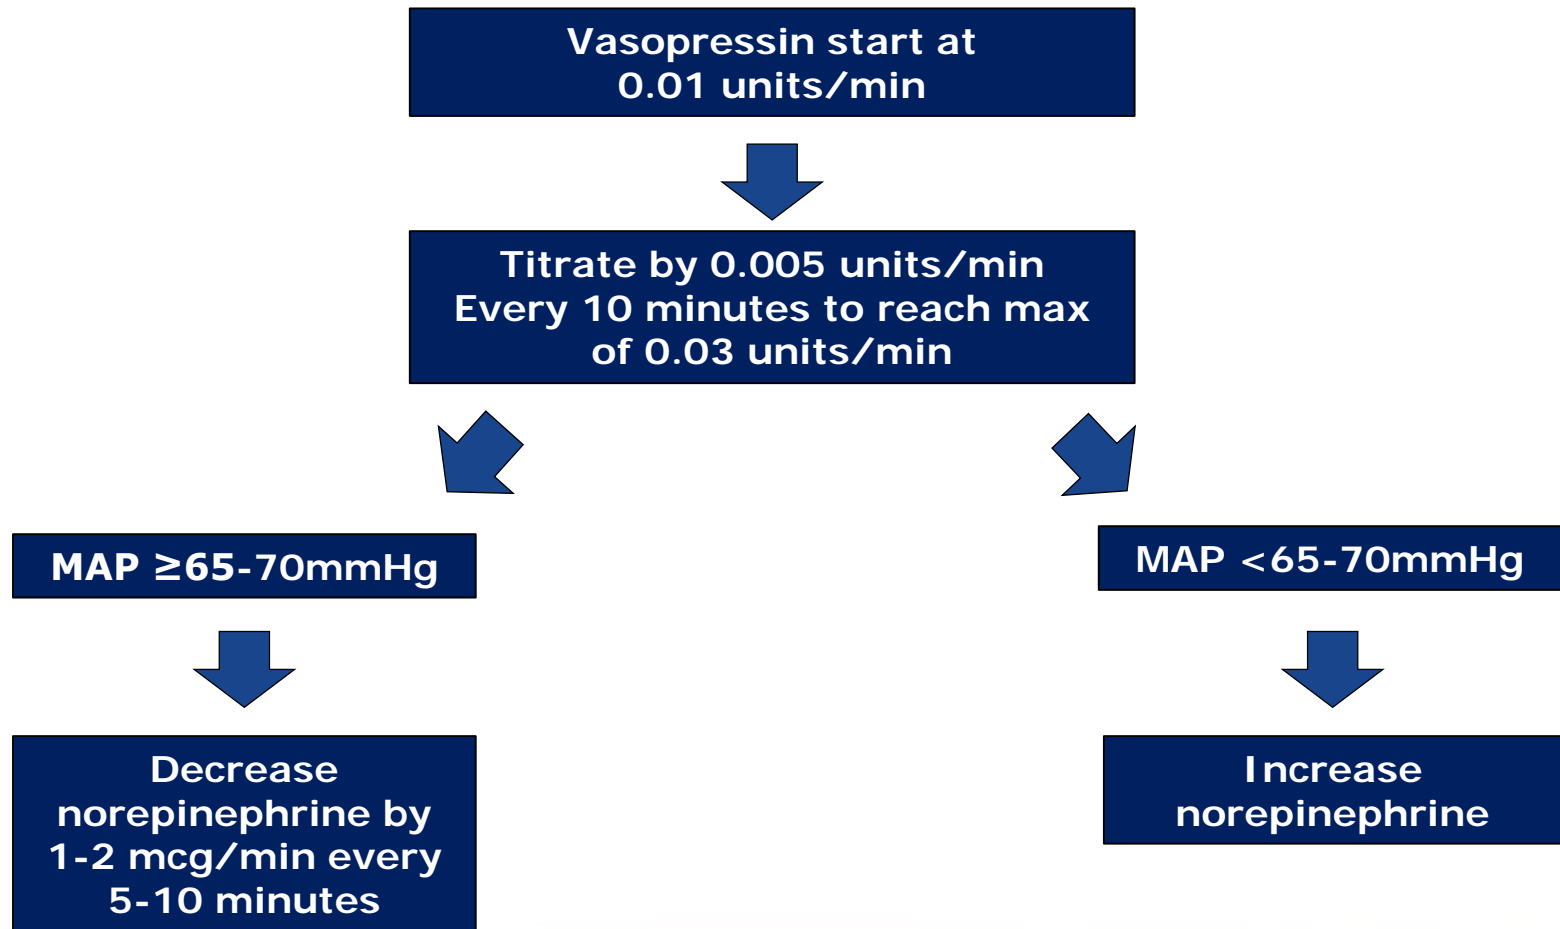 Vasopressin start at
0.01 units/min
Titrate by 0.005 units/min
Every 10 minutes to reach max
of 0.03 units/min
MAP ≥65-70mmHg
MAP <65-70mmHg
Decrease
norepinephrine by
1-2 mcg/min every
5-10 minutes
Increase
norepinephrine